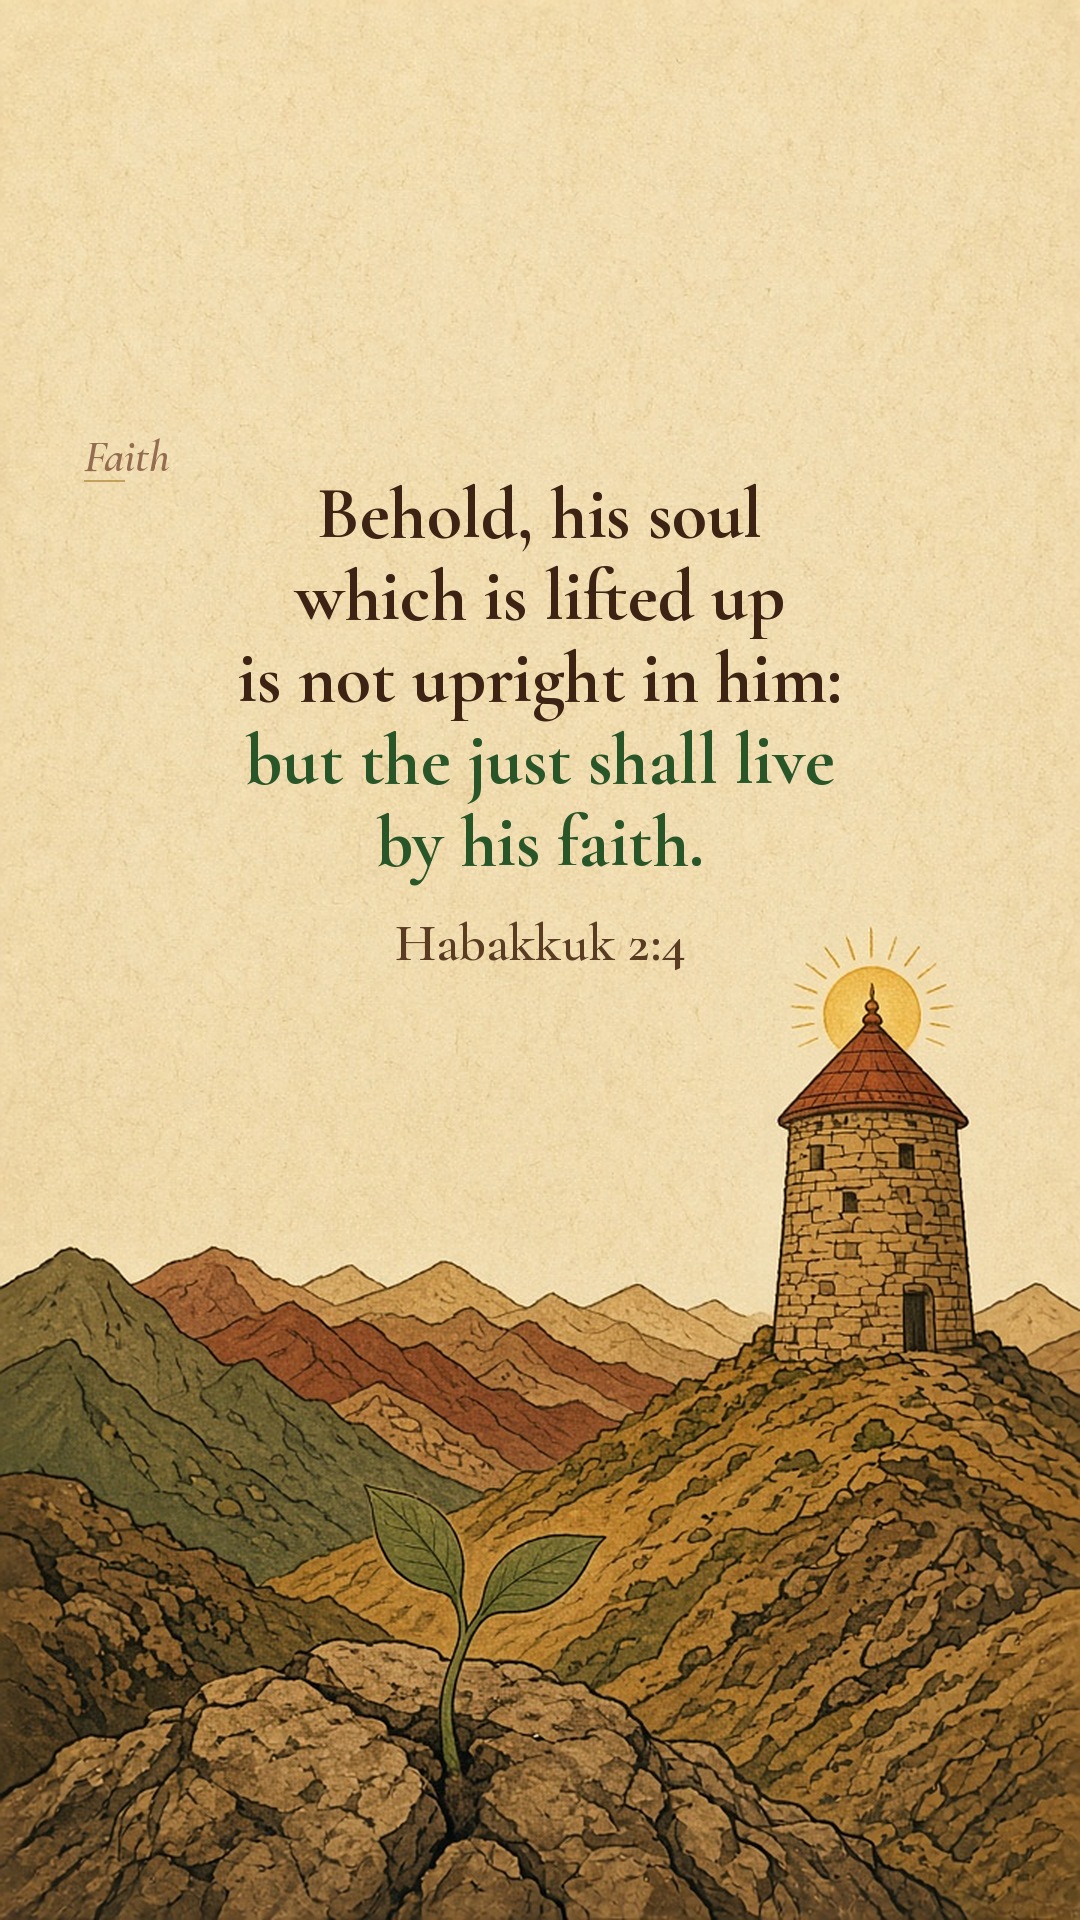 Faith
Behold, his soul
which is lifted up
is not upright in him:
but the just shall live
by his faith.
Habakkuk 2:4